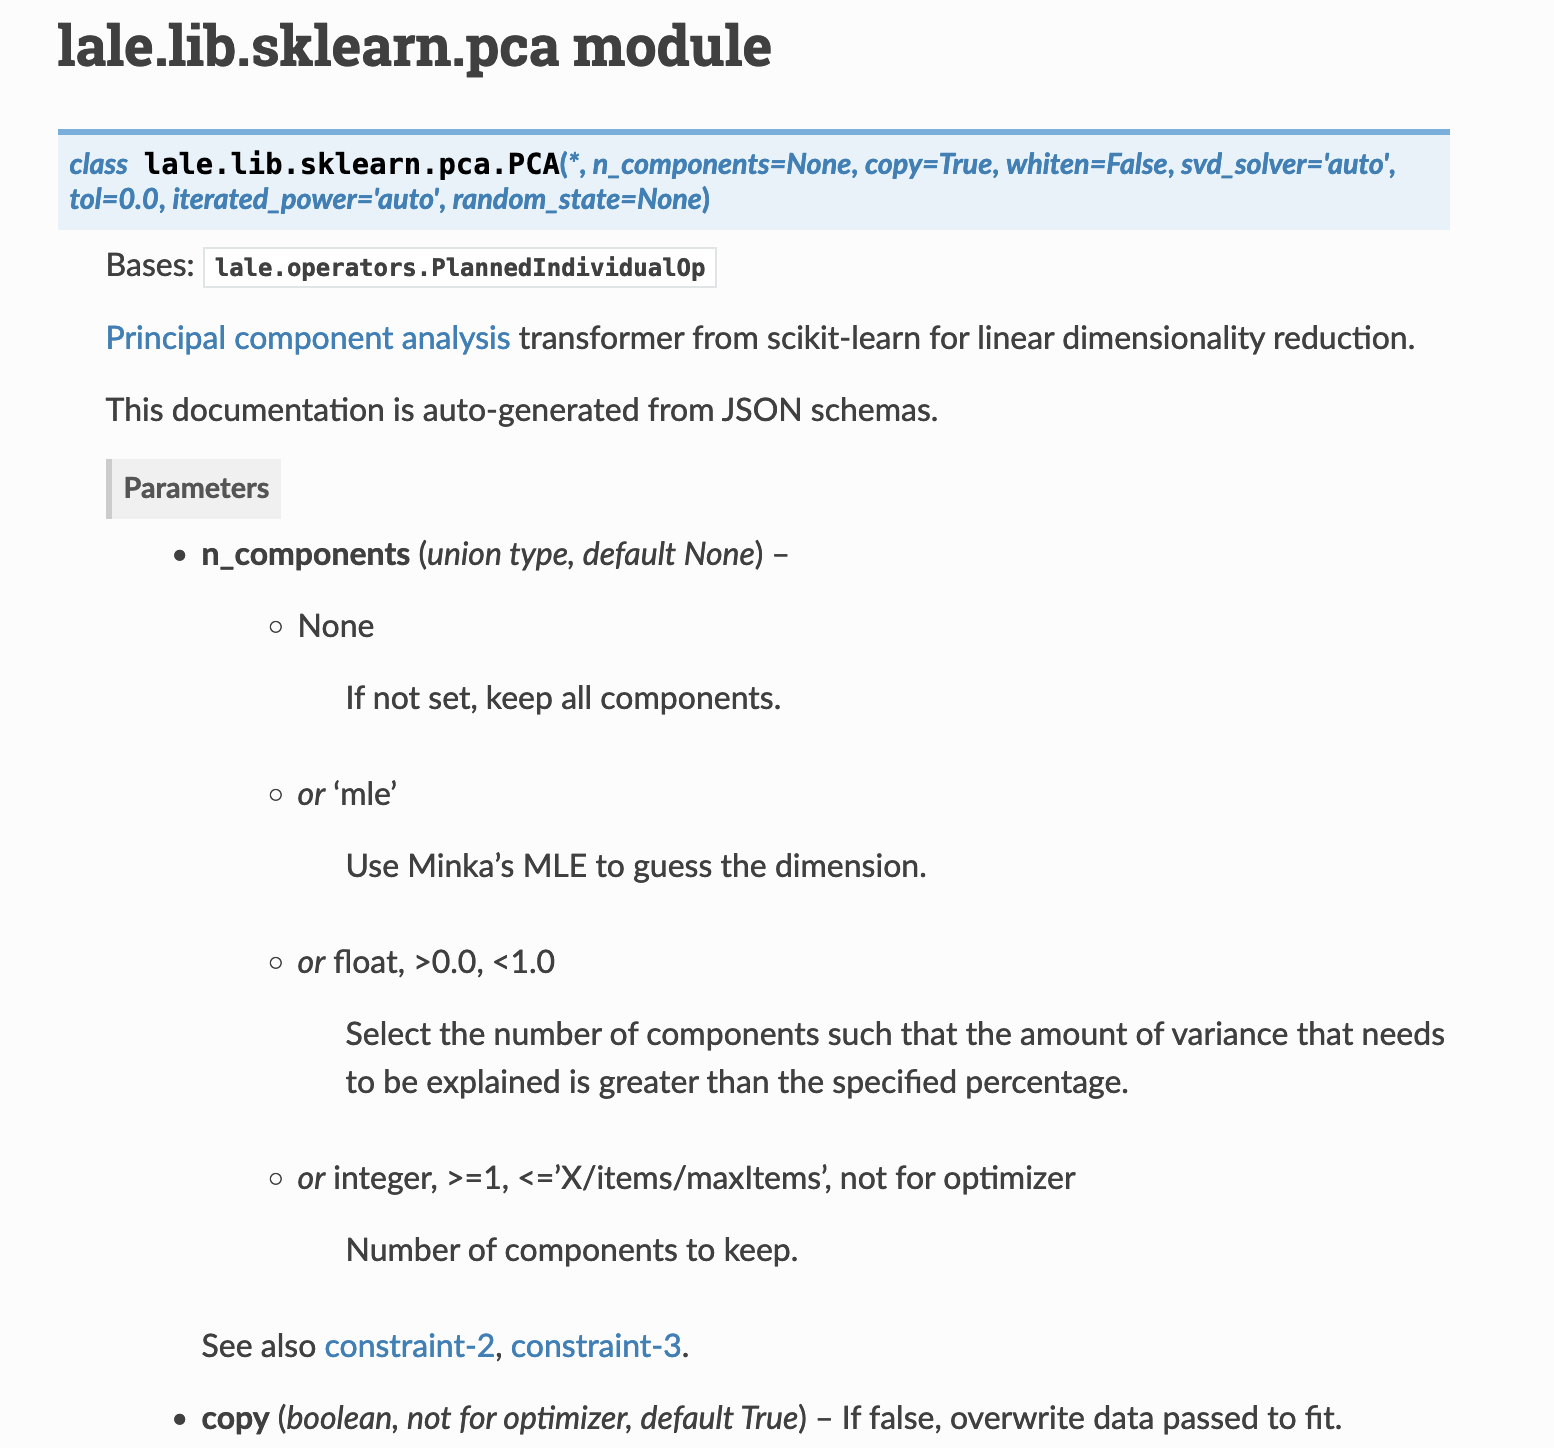 lale.lib.sklearn.pca module
class lale.lib.sklearn.pca.PCA(*, n_components=None, copy=True, whiten=False, svd_solver='auto',
tol=0.0, iterated_power='auto', random_state=None)
Bases: lale.operators.PlannedIndividualOp
Principal component analysis transformer from scikit-learn for linear dimensionality reduction.
This documentation is auto-generated from JSON schemas.
Parameters
• n_components (union type, default None) –
○ None
If not set, keep all components.
○ or ‘mle’
Use Minka’s MLE to guess the dimension.
○ or float, >0.0, <1.0
Select the number of components such that the amount of variance that needs
to be explained is greater than the specified percentage.
○ or integer, >=1, <=’X/items/maxItems’, not for optimizer
Number of components to keep.
See also constraint-2, constraint-3.
• copy (boolean, not for optimizer, default True) – If false, overwrite data passed to fit.